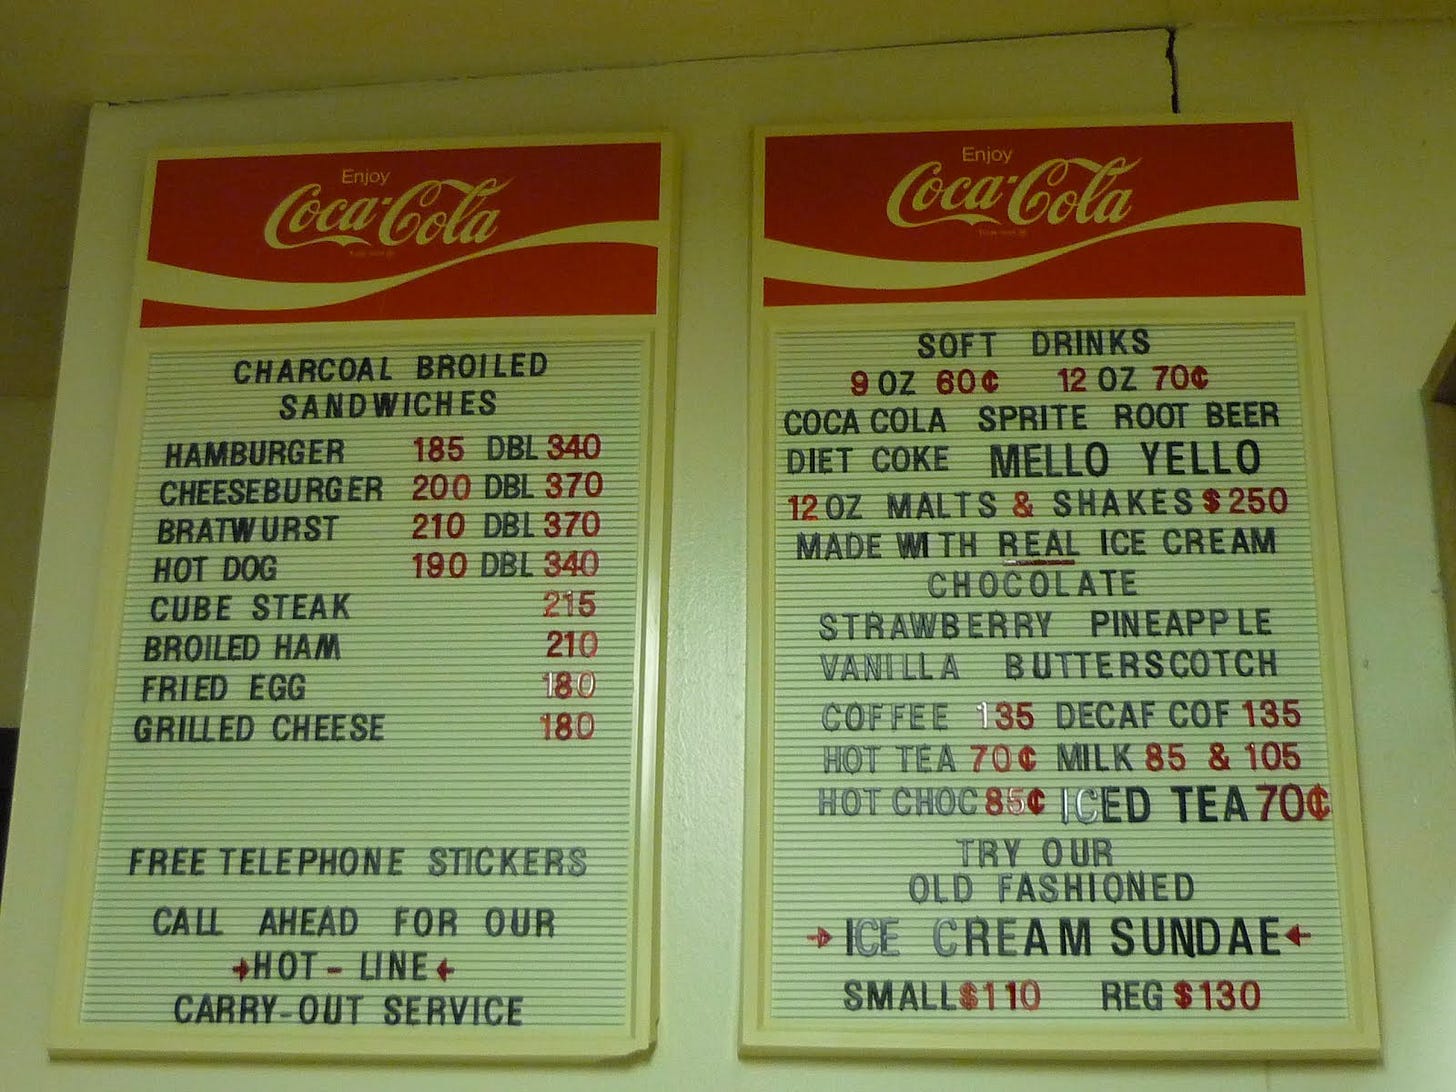 Enjoy
Coca-Cola
CHARCOAL BROILED
SANDWICHES
HAMBURGER 185 DBL 340
CHEESEBURGER 200 DBL 370
BRATWURST 210 DBL 370
HOT DOG 190 DBL 340
CUBE STEAK 215
BROILED HAM 210
FRIED EGG 180
GRILLED CHEESE 180
FREE TELEPHONE STICKERS
CALL AHEAD FOR OUR
→HOT-LINE←
CARRY-OUT SERVICE
Enjoy
Coca-Cola
SOFT DRINKS
9 OZ 60¢ 12 OZ 70¢
COCA COLA SPRITE ROOT BEER
DIET COKE MELLO YELLO
12 OZ MALTS & SHAKES $250
MADE WITH REAL ICE CREAM
CHOCOLATE
STRAWBERRY PINEAPPLE
VANILLA BUTTERSCOTCH
COFFEE 135 DECAF COF 135
HOT TEA 70¢ MILK 85 & 105
HOT CHOC 85¢ ICED TEA 70¢
TRY OUR
OLD FASHIONED
→ICE CREAM SUNDAE←
SMALL $110 REG $130